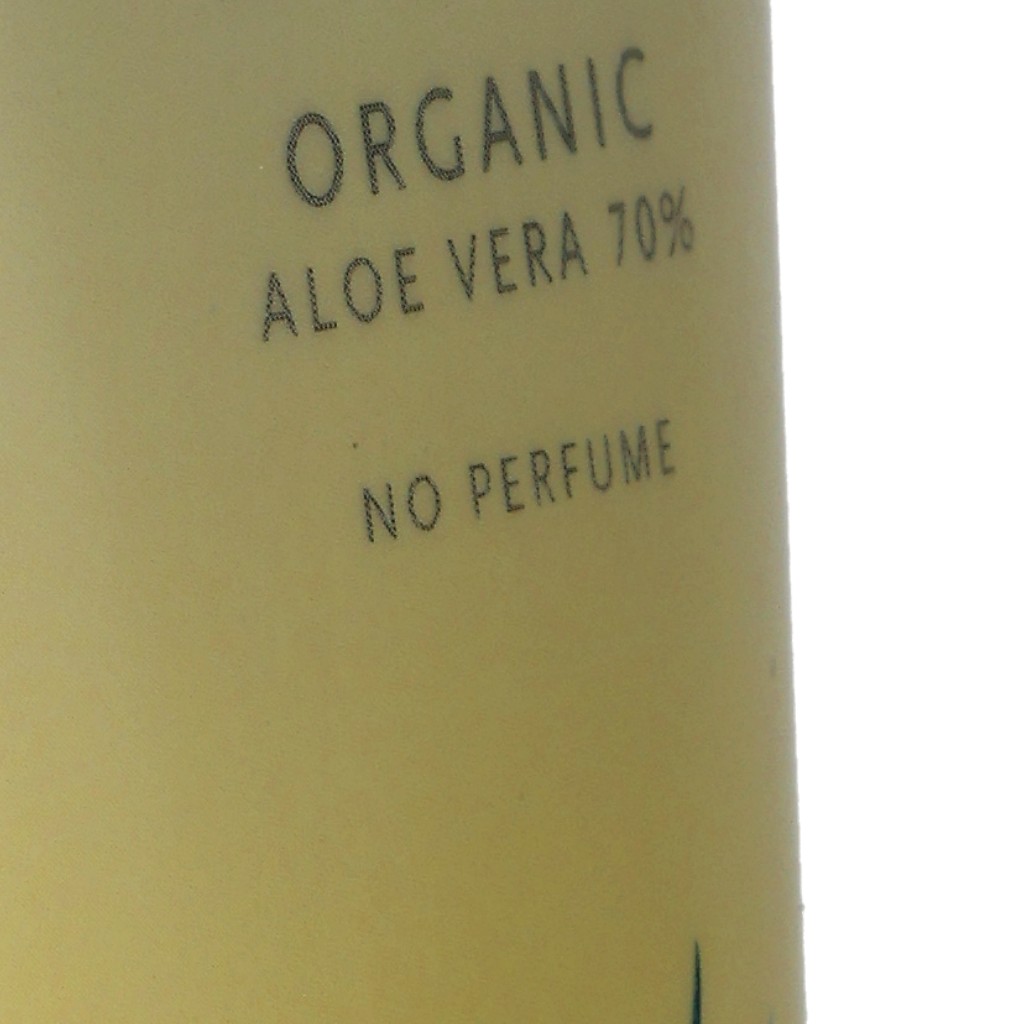 ORGANIC
ALOE VERA 70%
NO PERFUME